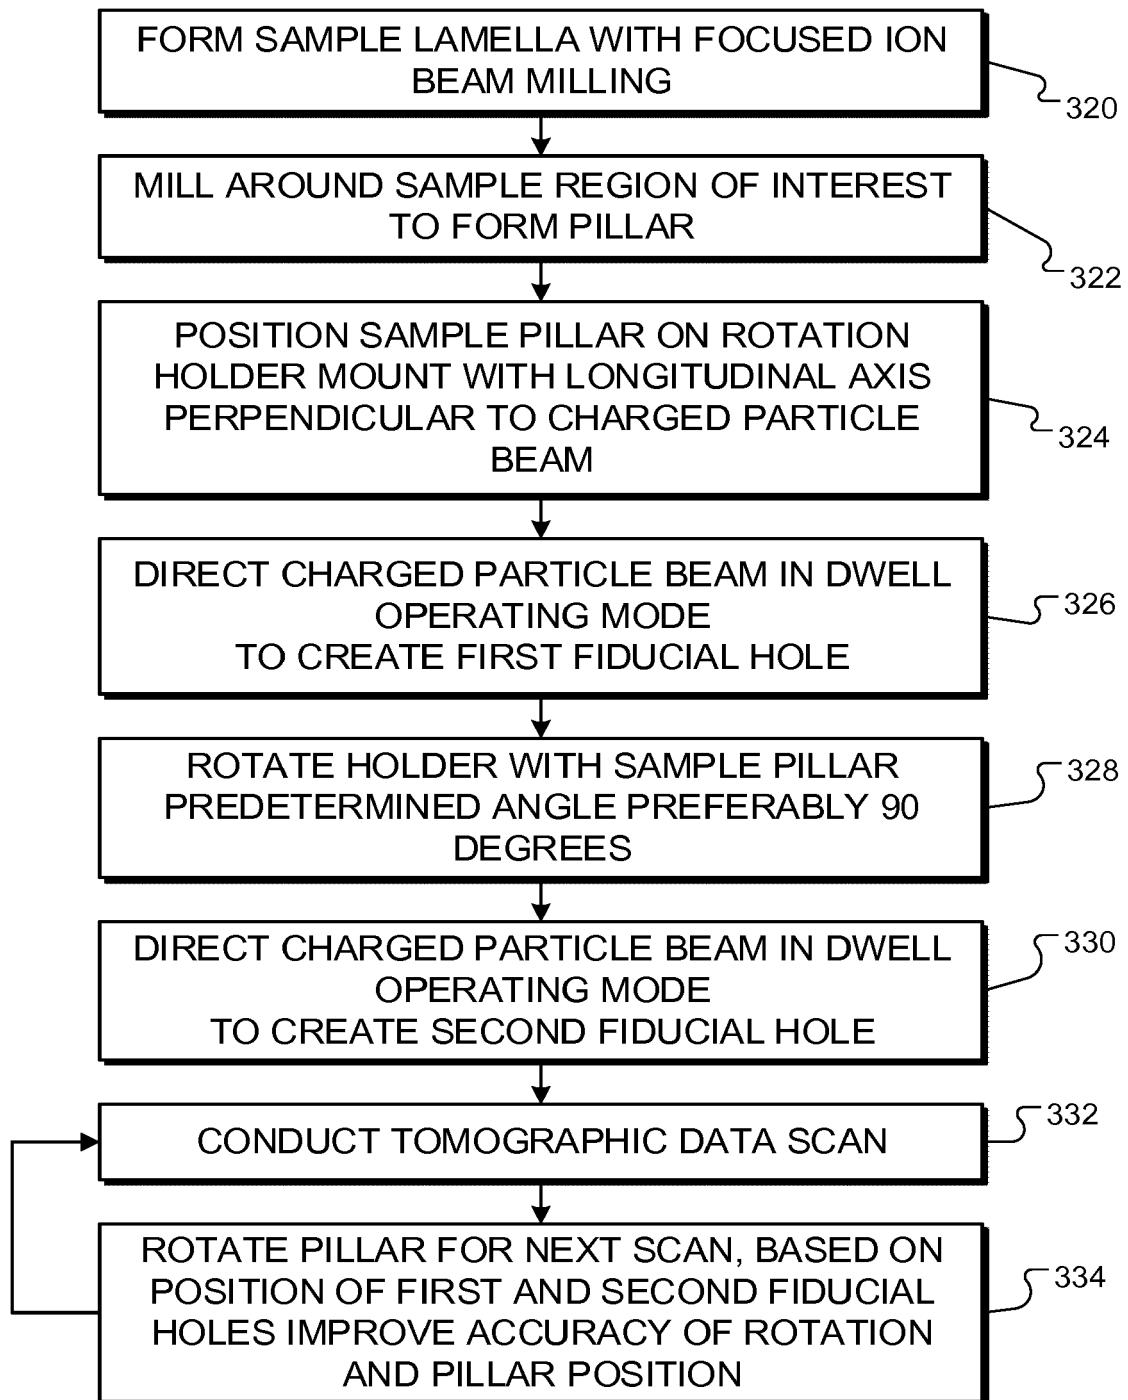 FORM SAMPLE LAMELLA WITH FOCUSED ION
BEAM MILLING
320
MILL AROUND SAMPLE REGION OF INTEREST
TO FORM PILLAR
322
POSITION SAMPLE PILLAR ON ROTATION
HOLDER MOUNT WITH LONGITUDINAL AXIS
PERPENDICULAR TO CHARGED PARTICLE
BEAM
324
DIRECT CHARGED PARTICLE BEAM IN DWELL
OPERATING MODE
TO CREATE FIRST FIDUCIAL HOLE
326
ROTATE HOLDER WITH SAMPLE PILLAR
PREDETERMINED ANGLE PREFERABLY 90
DEGREES
328
DIRECT CHARGED PARTICLE BEAM IN DWELL
OPERATING MODE
TO CREATE SECOND FIDUCIAL HOLE
330
CONDUCT TOMOGRAPHIC DATA SCAN
332
ROTATE PILLAR FOR NEXT SCAN, BASED ON
POSITION OF FIRST AND SECOND FIDUCIAL
HOLES IMPROVE ACCURACY OF ROTATION
AND PILLAR POSITION
334